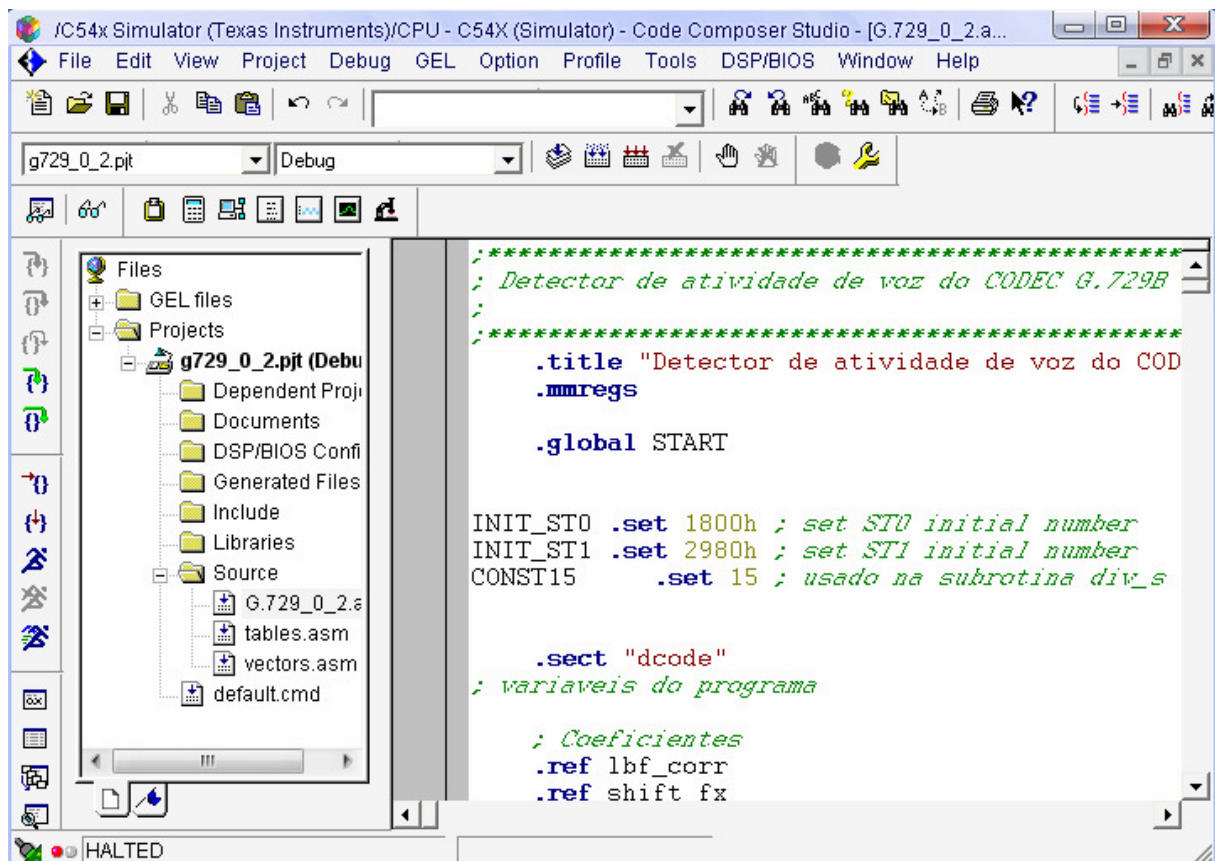 /C54x Simulator (Texas Instruments)/CPU - C54X (Simulator) - Code Composer Studio - [G.729_0_2.a...
File Edit View Project Debug GEL Option Profile Tools DSP/BIOS Window Help
g729_0_2.pjt Debug
Files
GEL files
Projects
g729_0_2.pjt (Debu
Dependent Proj
Documents
DSP/BIOS Confi
Generated Files
Include
Libraries
Source
G.729_0_2.a
tables.asm
vectors.asm
default.cmd
;***********************************************
; Detector de atividade de voz do CODEC G.729B
;
;***********************************************
.title "Detector de atividade de voz do COD
.mmregs
.global START
INIT_ST0 .set 1800h ; set ST0 initial number
INIT_ST1 .set 2980h ; set ST1 initial number
CONST15 .set 15 ; usado na subrotina div_s
.sect "dcode"
; variaveis do programa
; Coeficientes
.ref lbf_corr
.ref shift_fx
HALTED